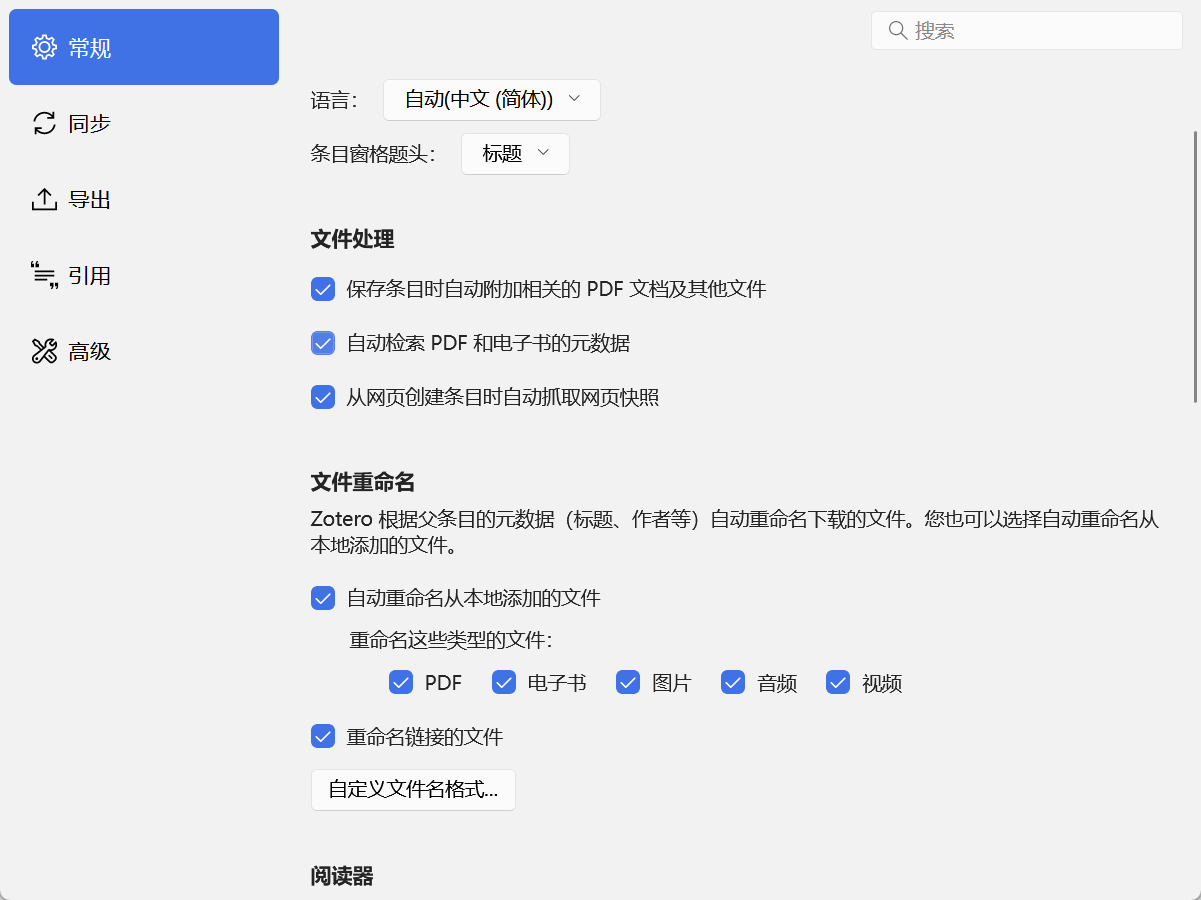 常规
同步
导出
引用
高级
搜索
语言：
自动(中文 (简体))
条目窗格题头：
标题
文件处理
保存条目时自动附加相关的 PDF 文档及其他文件
自动检索 PDF 和电子书的元数据
从网页创建条目时自动抓取网页快照
文件重命名
Zotero 根据父条目的元数据（标题、作者等）自动重命名下载的文件。您也可以选择自动重命名从
本地添加的文件。
自动重命名从本地添加的文件
重命名这些类型的文件：
PDF 电子书 图片 音频 视频
重命名链接的文件
自定义文件名格式...
阅读器